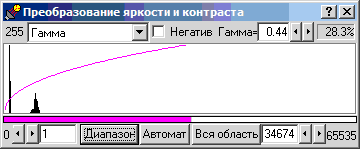 Преобразование яркости и контраста
255 Гамма Негатив Гамма= 0.44 28.3%
0 1 Диапазон Автомат Вся область 34674 65535